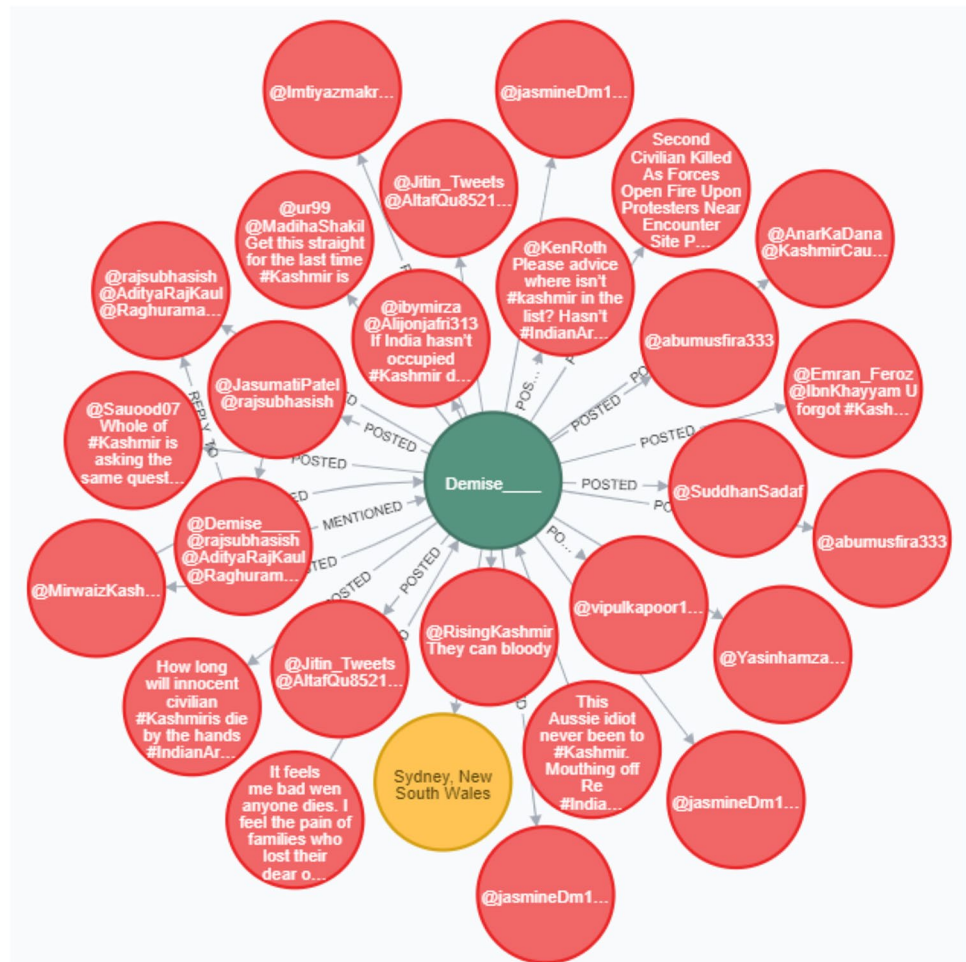 @Imtiyazmakr...
@jasmineDm1...
Second
Civilian Killed
As Forces
Open Fire Upon
Protesters Near
Encounter
Site P...
@Jitin_Tweets
@AltafQu8521...
@ur99
@MadihaShakil
Get this straight
for the last time
#Kashmir is
@KenRoth
Please advice
where isn't
#kashmir in the
list? Hasn't
#IndianAr...
@AnarKaDana
@KashmirCau...
@rajsubhasish
@AdityaRajKaul
@Raghurama...
@ibymirza
@Alijonjafri313
If India hasn't
occupied
#Kashmir d...
@abumusfira333
@JasumatiPatel
@rajsubhasish
@Emran_Feroz
@IbnKhayyam U
forgot #Kash...
@Sauood07
Whole of
#Kashmir is
asking the
same quest...
REPLY_TO
POS...
POSTED
POSTED
POSTED
POSTED
Demise____
POSTED
@SuddhanSadaf
@abumusfira333
MENTIONED
@Demise____
@rajsubhasish
@AdityaRajKaul
@Raghuram...
@MirwaizKash...
PO...
POSTED
POSTED
POSTED
@vipulkapoor1...
@RisingKashmir
They can bloody
@Jitin_Tweets
@AltafQu8521...
@Yasinhamza...
How long
will innocent
civilian
#Kashmiris die
by the hands
#IndianAr...
This
Aussie idiot
never been to
#Kashmir.
Mouthing off
Re
#India...
Sydney, New
South Wales
It feels
me bad wen
anyone dies. I
feel the pain of
families who
lost their
dear o...
@jasmineDm1...
@jasmineDm1...